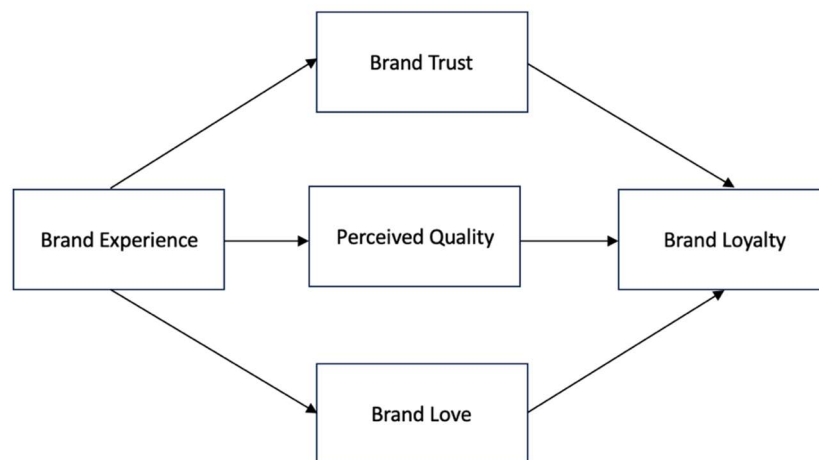 Brand Trust
Brand Experience
Perceived Quality
Brand Loyalty
Brand Love